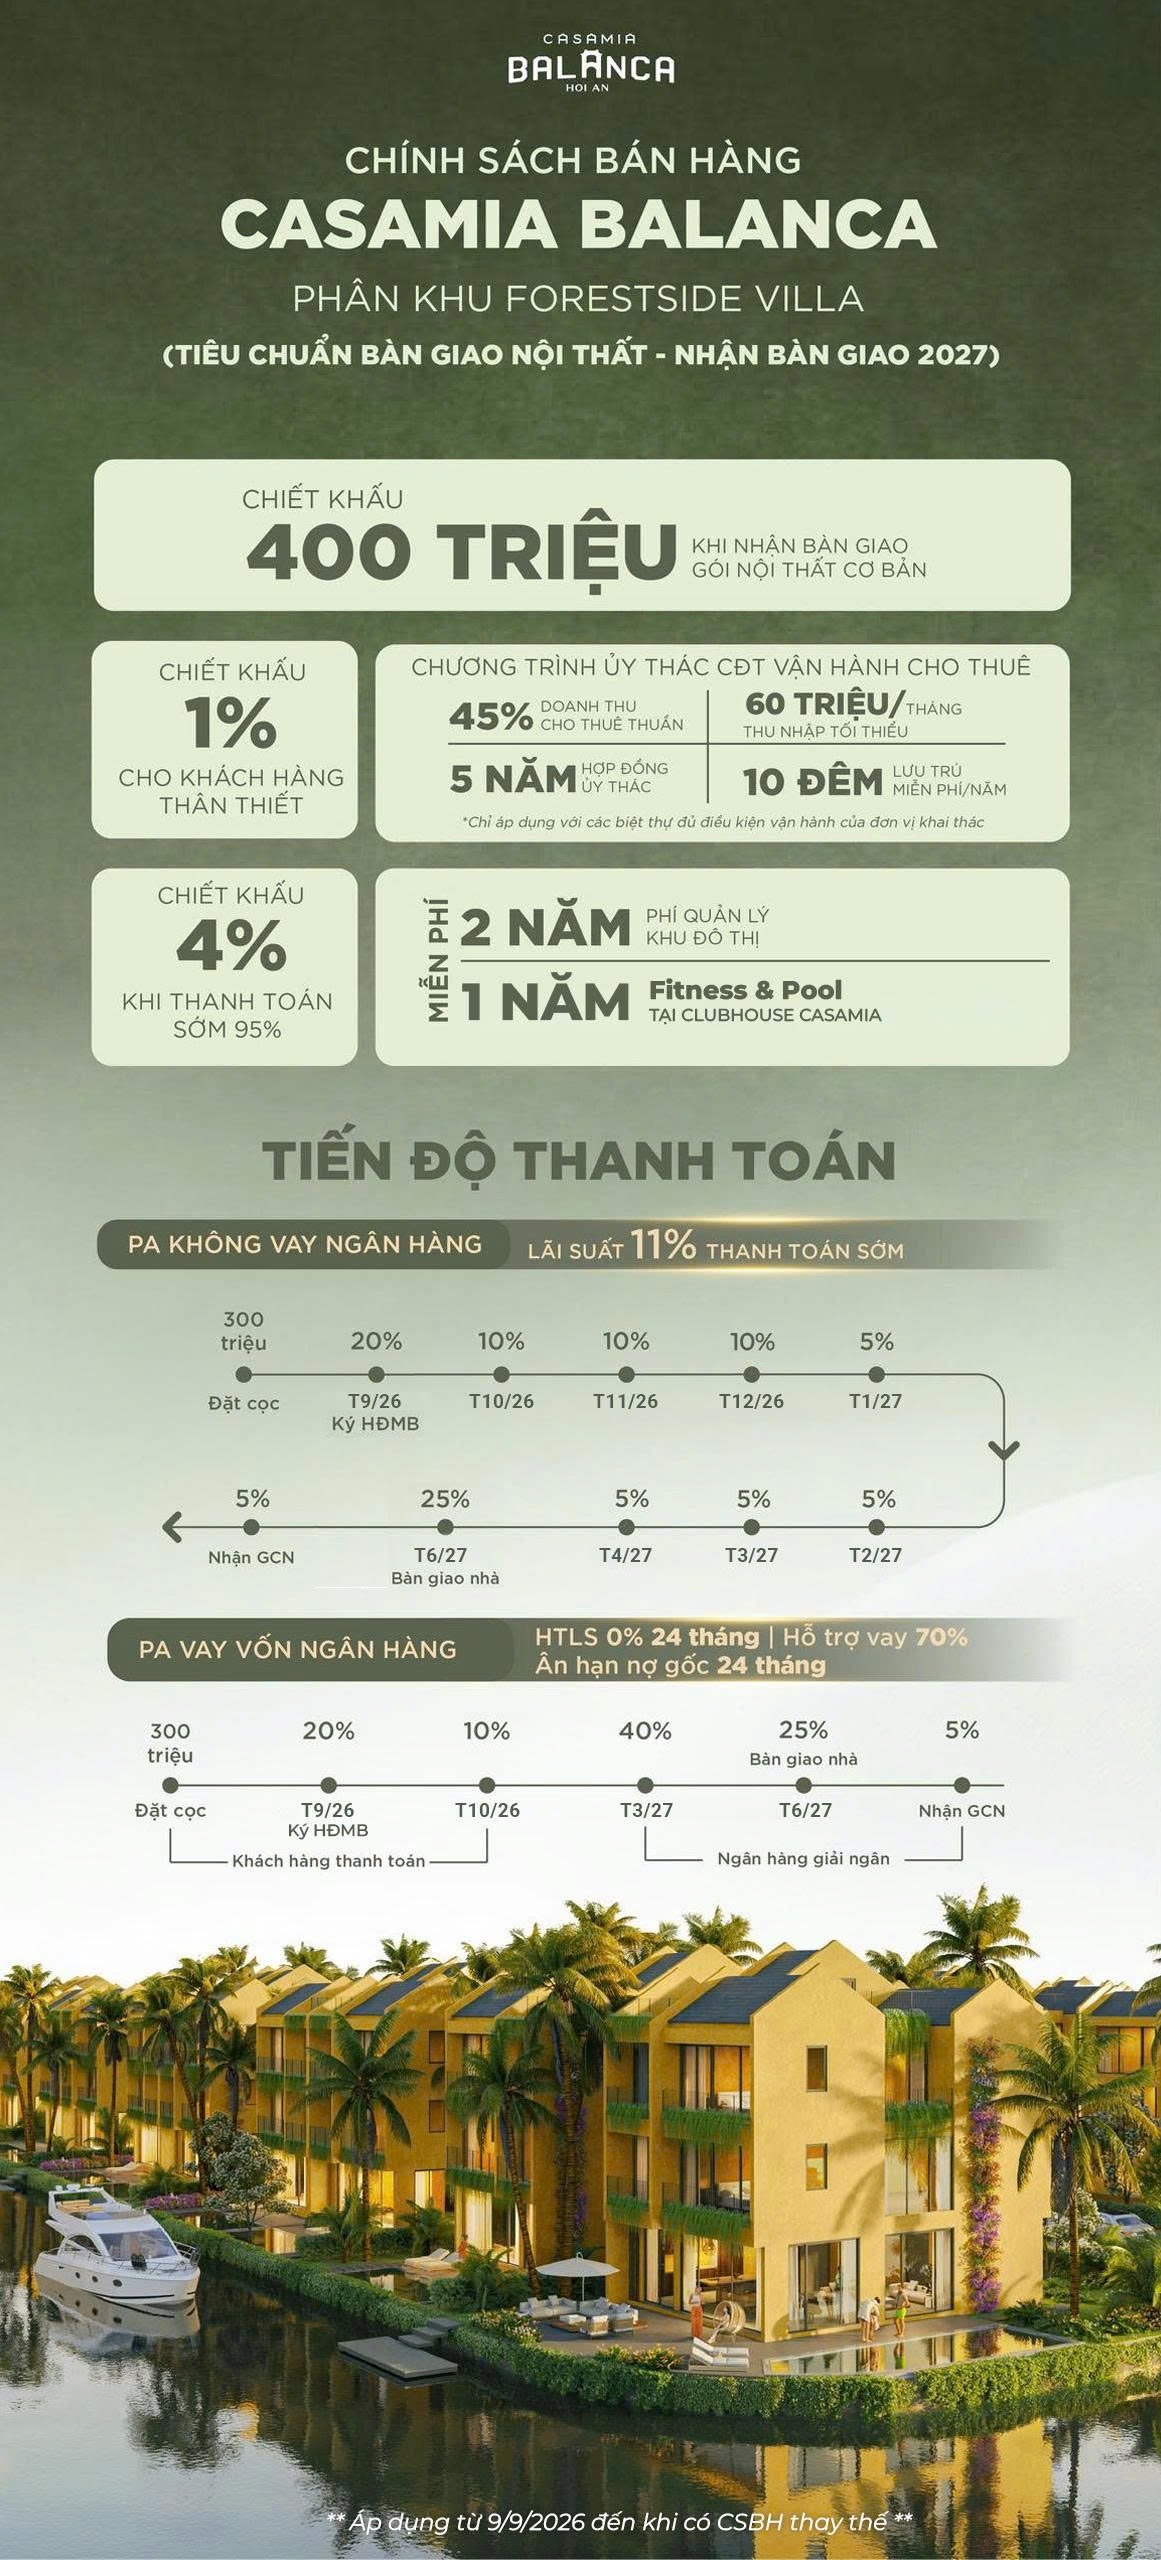 CASAMIA
BALANCA
HOI AN
CHÍNH SÁCH BÁN HÀNG
CASAMIA BALANCA
PHÂN KHU FORESTSIDE VILLA
(TIÊU CHUẨN BÀN GIAO NỘI THẤT - NHẬN BÀN GIAO 2027)
CHIẾT KHẤU
400 TRIỆU
KHI NHẬN BÀN GIAO
GÓI NỘI THẤT CƠ BẢN
CHIẾT KHẤU
1%
CHO KHÁCH HÀNG
THÂN THIẾT
CHƯƠNG TRÌNH ỦY THÁC CĐT VẬN HÀNH CHO THUÊ
45% DOANH THU
CHO THUÊ THUẦN
60 TRIỆU/THÁNG
THU NHẬP TỐI THIỂU
5 NĂM HỢP ĐỒNG
ỦY THÁC
10 ĐÊM LƯU TRÚ
MIỄN PHÍ/NĂM
*Chỉ áp dụng với các biệt thự đủ điều kiện vận hành của đơn vị khai thác
CHIẾT KHẤU
4%
KHI THANH TOÁN
SỚM 95%
MIỄN PHÍ
2 NĂM PHÍ QUẢN LÝ
KHU ĐÔ THỊ
1 NĂM Fitness & Pool
TẠI CLUBHOUSE CASAMIA
TIẾN ĐỘ THANH TOÁN
PA KHÔNG VAY NGÂN HÀNG LÃI SUẤT 11% THANH TOÁN SỚM
300
triệu 20% 10% 10% 10% 5%
Đặt cọc T9/26 T10/26 T11/26 T12/26 T1/27
Ký HĐMB
5% 25% 5% 5% 5%
Nhận GCN T6/27 T4/27 T3/27 T2/27
Bàn giao nhà
PA VAY VỐN NGÂN HÀNG
HTLS 0% 24 tháng | Hỗ trợ vay 70%
Ân hạn nợ gốc 24 tháng
300 20% 10% 40% 25% 5%
triệu Bàn giao nhà
Đặt cọc T9/26 T10/26 T3/27 T6/27 Nhận GCN
Ký HĐMB
Khách hàng thanh toán Ngân hàng giải ngân
** Áp dụng từ 9/9/2026 đến khi có CSBH thay thế **